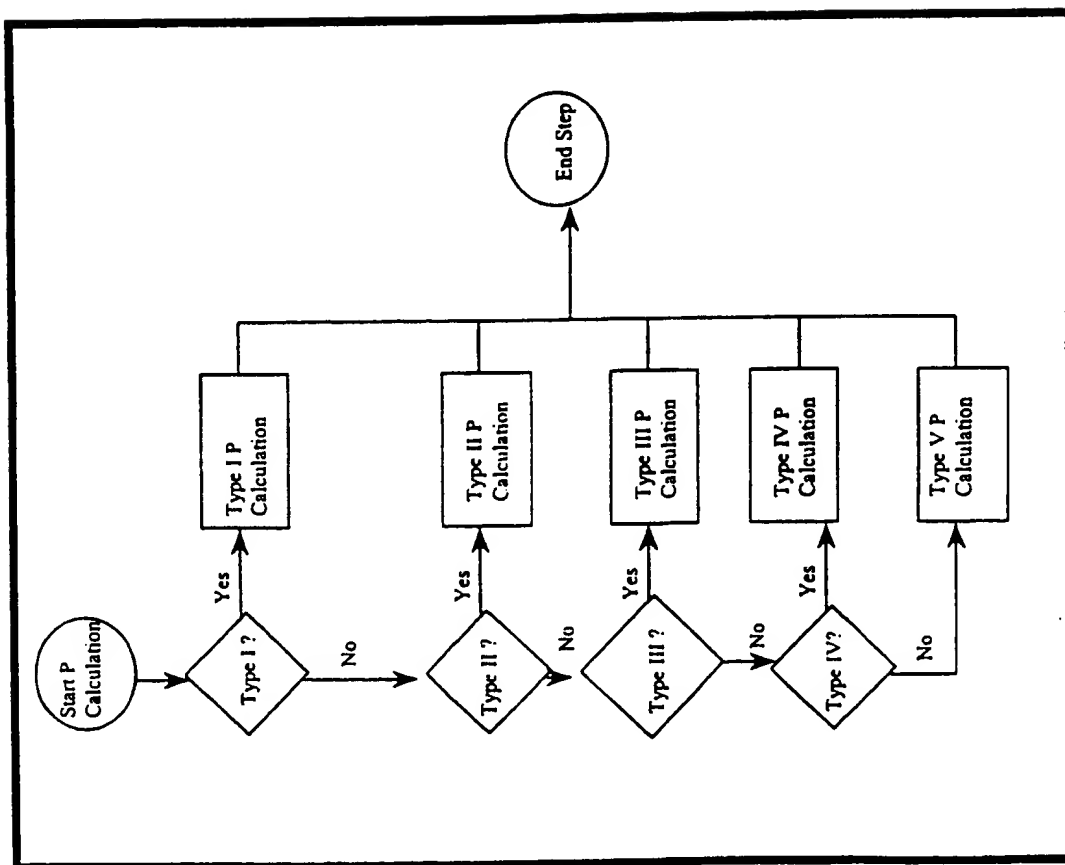 Start P
Calculation
Type I ?
Yes
Type I P
Calculation
No
Type II ?
Yes
Type II P
Calculation
No
Type III ?
Yes
Type III P
Calculation
No
Type IV?
Yes
Type IV P
Calculation
No
Type V P
Calculation
End Step